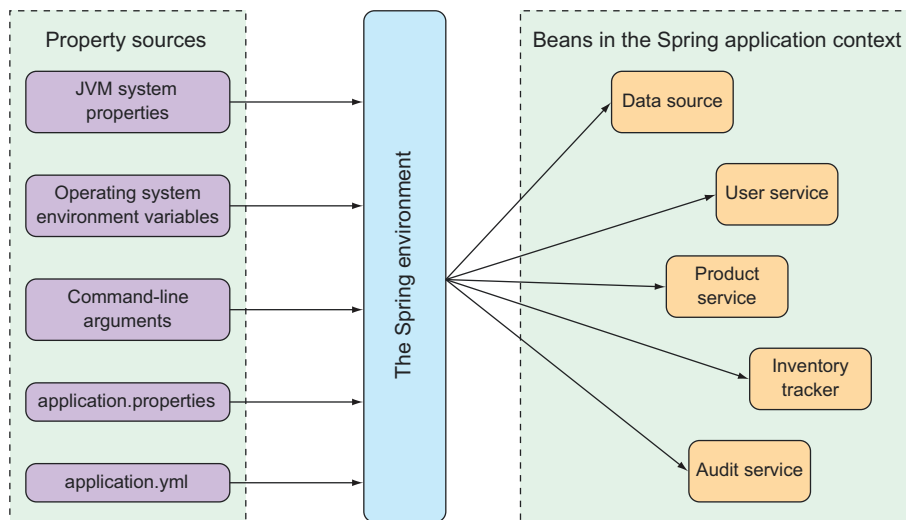 Property sources
JVM system
properties
Operating system
environment variables
Command-line
arguments
application.properties
application.yml
The Spring environment
Beans in the Spring application context
Data source
User service
Product
service
Inventory
tracker
Audit service